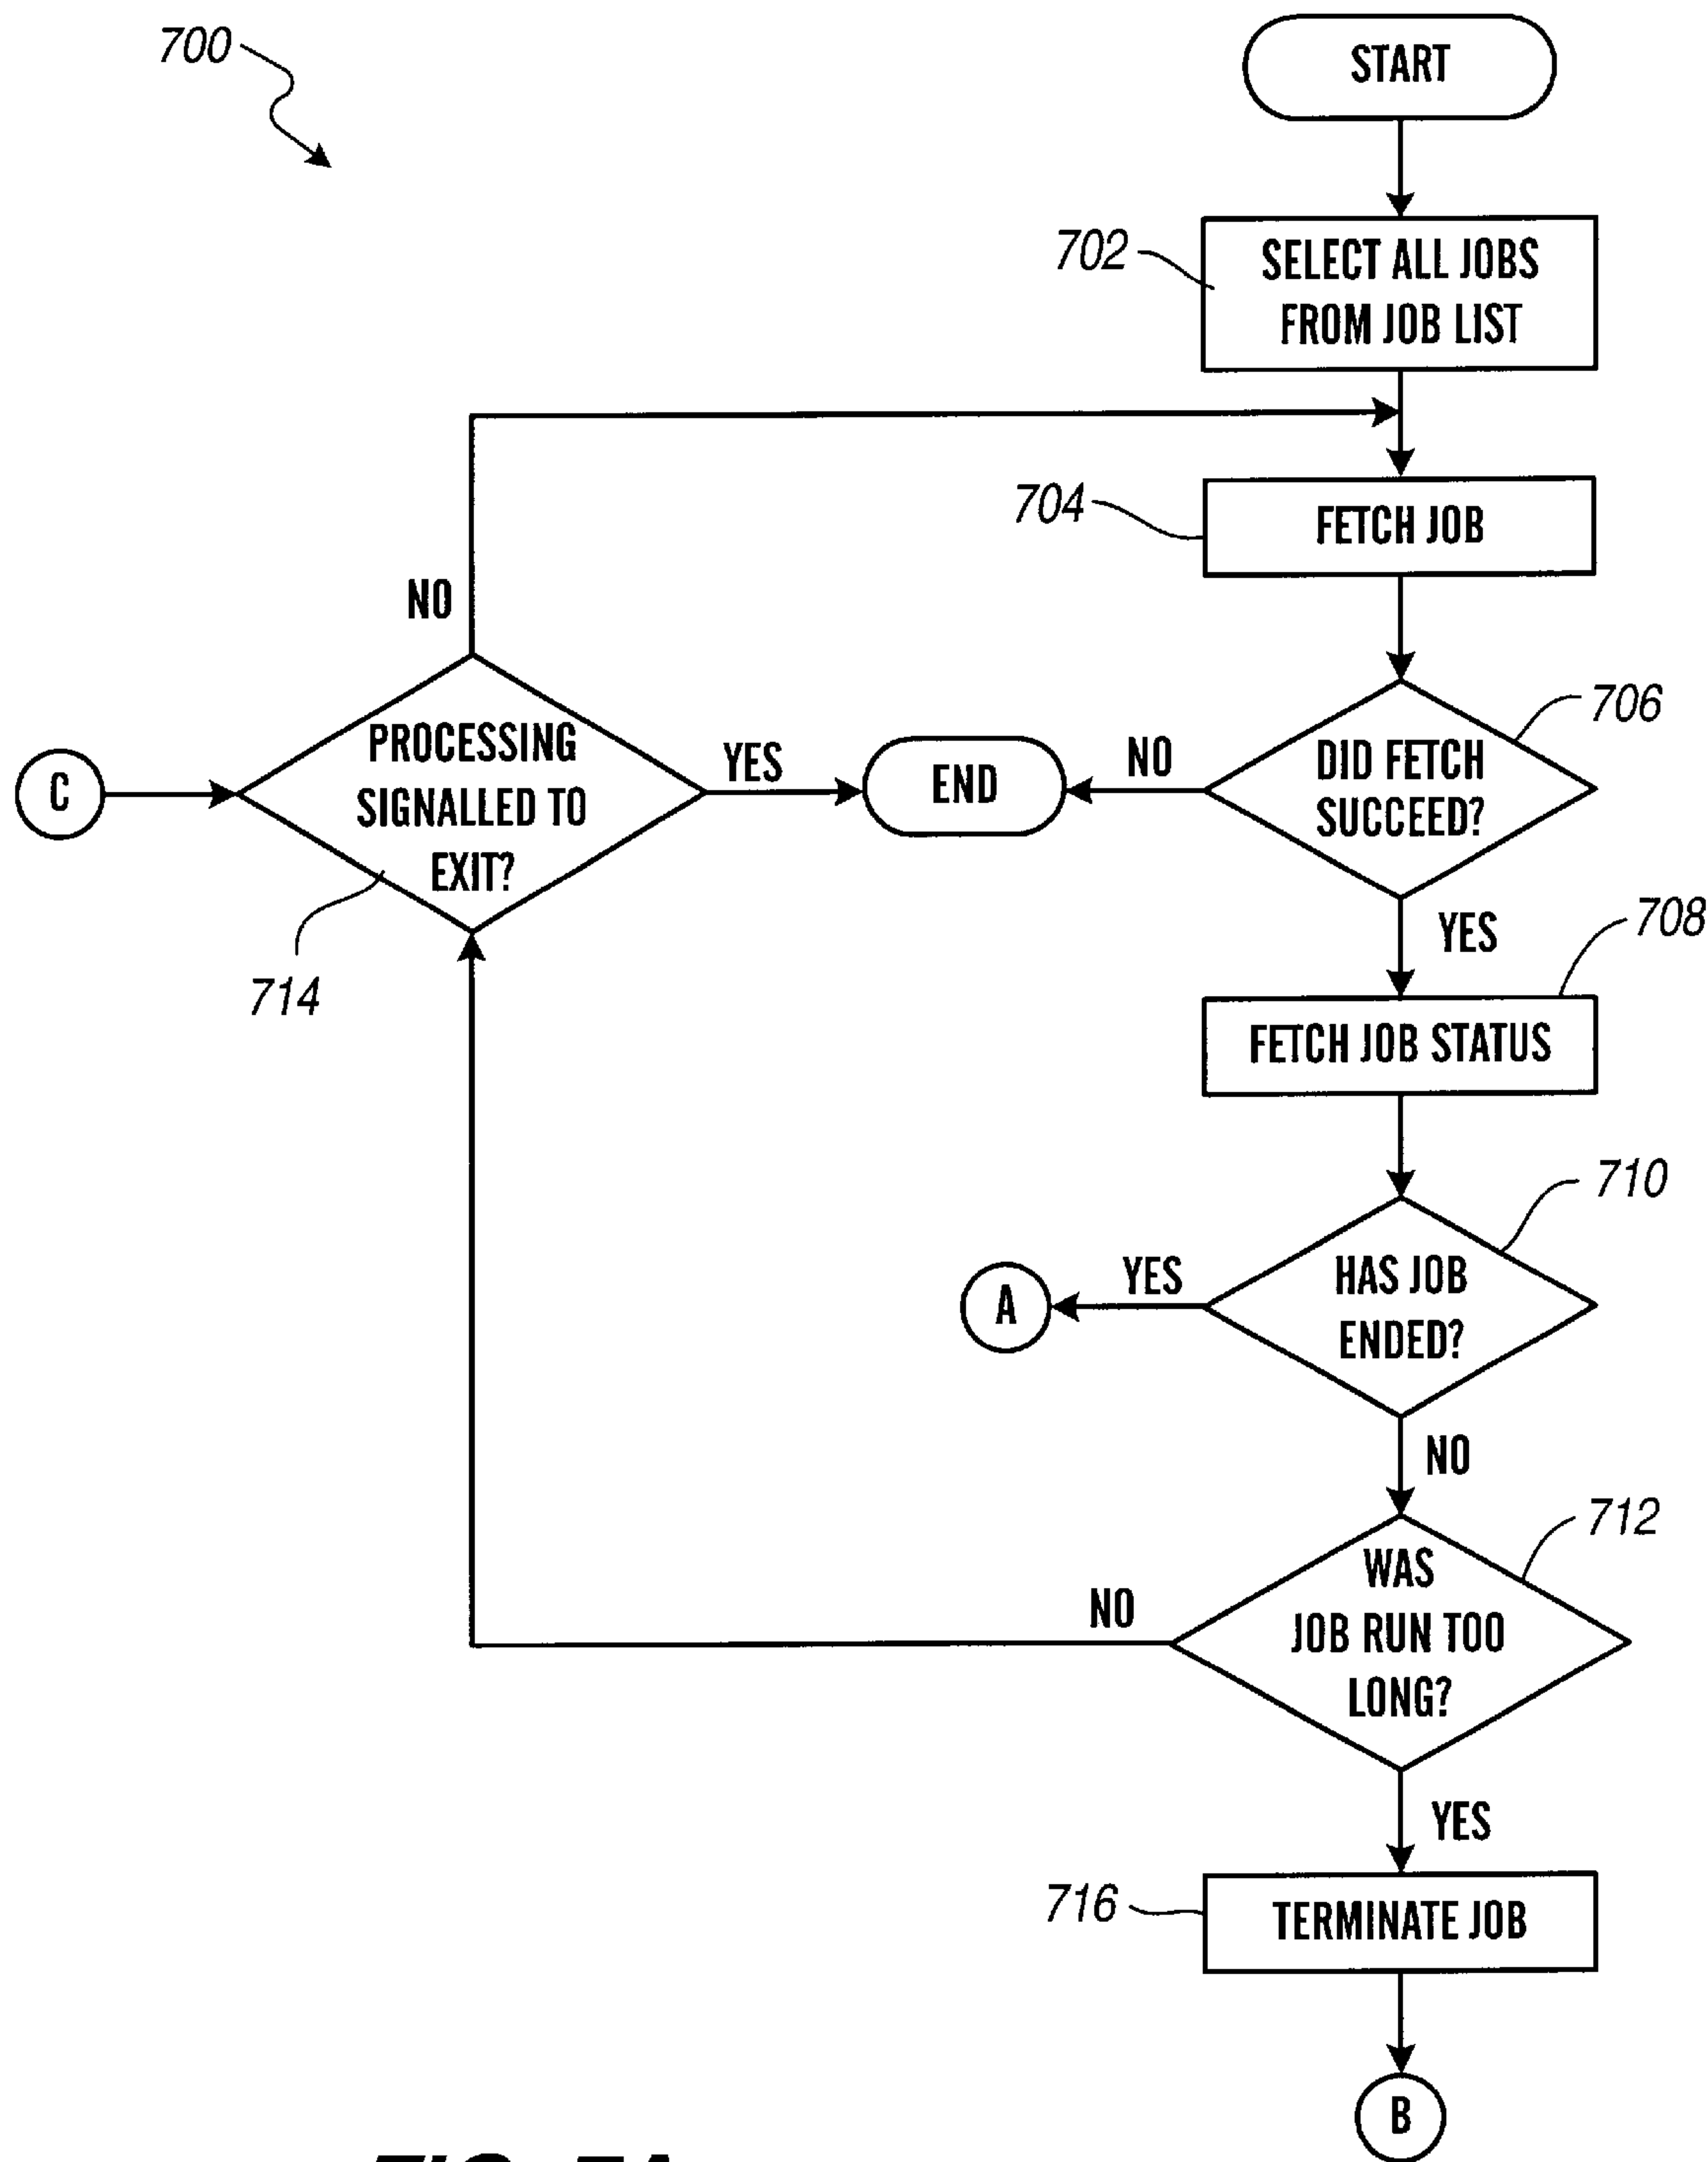 700
START
702
SELECT ALL JOBS
FROM JOB LIST
704
FETCH JOB
NO
706
PROCESSING
SIGNALLED TO
EXIT?
C
YES
END
NO
DID FETCH
SUCCEED?
714
YES
708
FETCH JOB STATUS
710
YES
A
HAS JOB
ENDED?
NO
712
NO
WAS
JOB RUN TOO
LONG?
YES
716
TERMINATE JOB
B